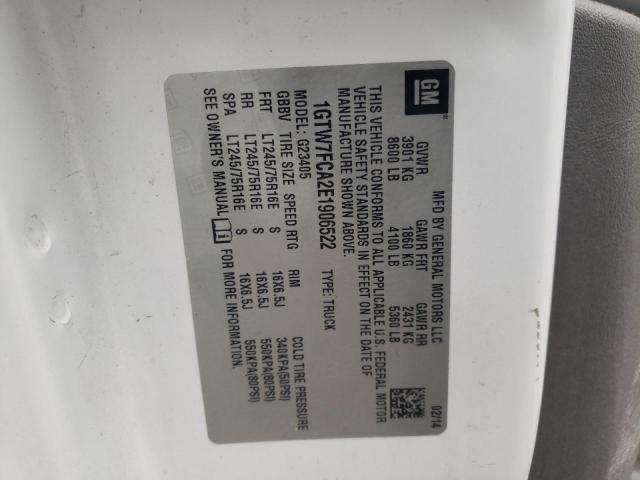 GM
MFD BY GENERAL MOTORS LLC
02/14
GVWR GAWR FRT GAWR RR
3901 KG 1860 KG 2431 KG
8600 LB 4100 LB 5360 LB
THIS VEHICLE CONFORMS TO ALL APPLICABLE U.S. FEDERAL MOTOR
VEHICLE SAFETY STANDARDS IN EFFECT ON THE DATE OF
MANUFACTURE SHOWN ABOVE.
1GTW7FCA2E1906522 TYPE: TRUCK
MODEL: G23405
GBBV TIRE SIZE SPEED RTG RIM COLD TIRE PRESSURE
FRT LT245/75R16E S 16X6.5J 340KPA(50PSI)
RR LT245/75R16E S 16X6.5J 550KPA(80PSI)
SPA LT245/75R16E S 16X6.5J 550KPA(80PSI)
SEE OWNER'S MANUAL FOR MORE INFORMATION.